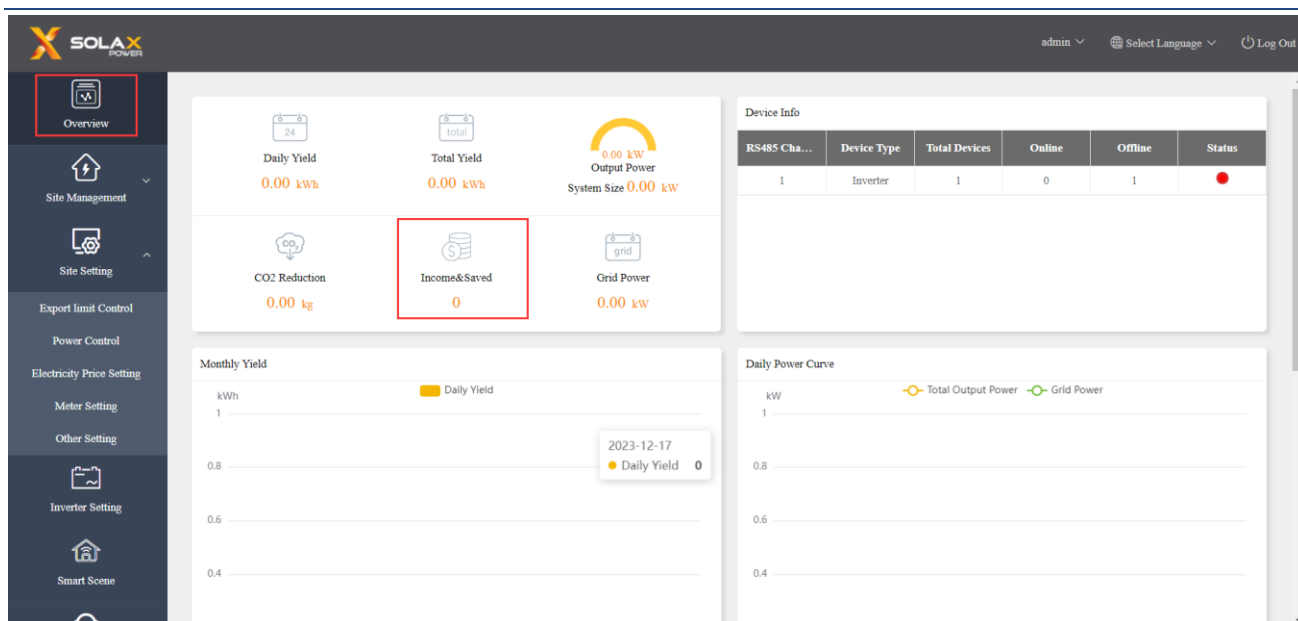 SOLAX
POWER
admin
Select Language
Log Out
Overview
Site Management
Site Setting
Export limit Control
Power Control
Electricity Price Setting
Meter Setting
Other Setting
Inverter Setting
Smart Scene
24
Daily Yield
0.00 kWh
total
Total Yield
0.00 kWh
0.00 kW
Output Power
System Size 0.00 kW
CO2
CO2 Reduction
0.00 kg
$
Income&Saved
0
grid
Grid Power
0.00 kW
Device Info
RS485 Cha... Device Type Total Devices Online Offline Status
1 Inverter 1 0 1
Monthly Yield
kWh
Daily Yield
1
0.8
0.6
0.4
2023-12-17
Daily Yield 0
Daily Power Curve
kW
Total Output Power Grid Power
1
0.8
0.6
0.4